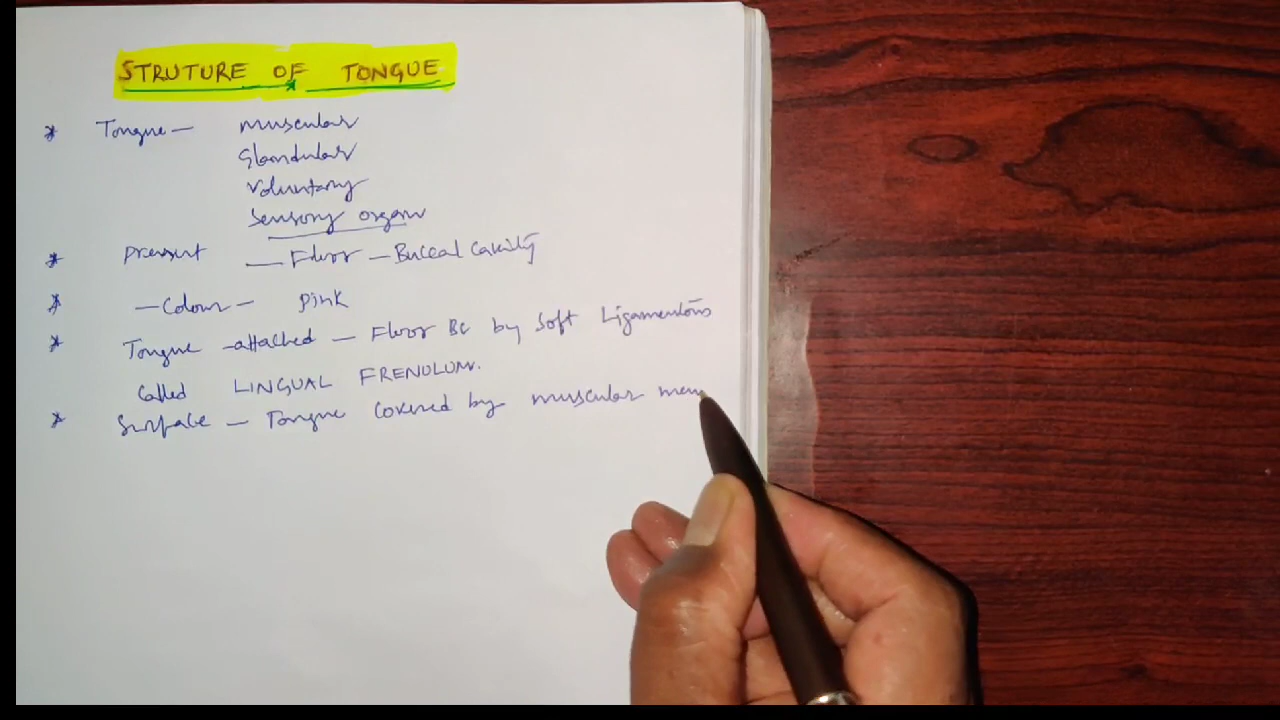 STRUTURE OF TONGUE
* Tongue — muscular
Glandular
Voluntary
Sensory organ
* present — Floor — Buccal Cavity
* — Colour — pink
* Tongue — attached — Floor BC by Soft Ligamentous
Called LINGUAL FRENULUM.
* Surface — Tongue covered by muscular mem